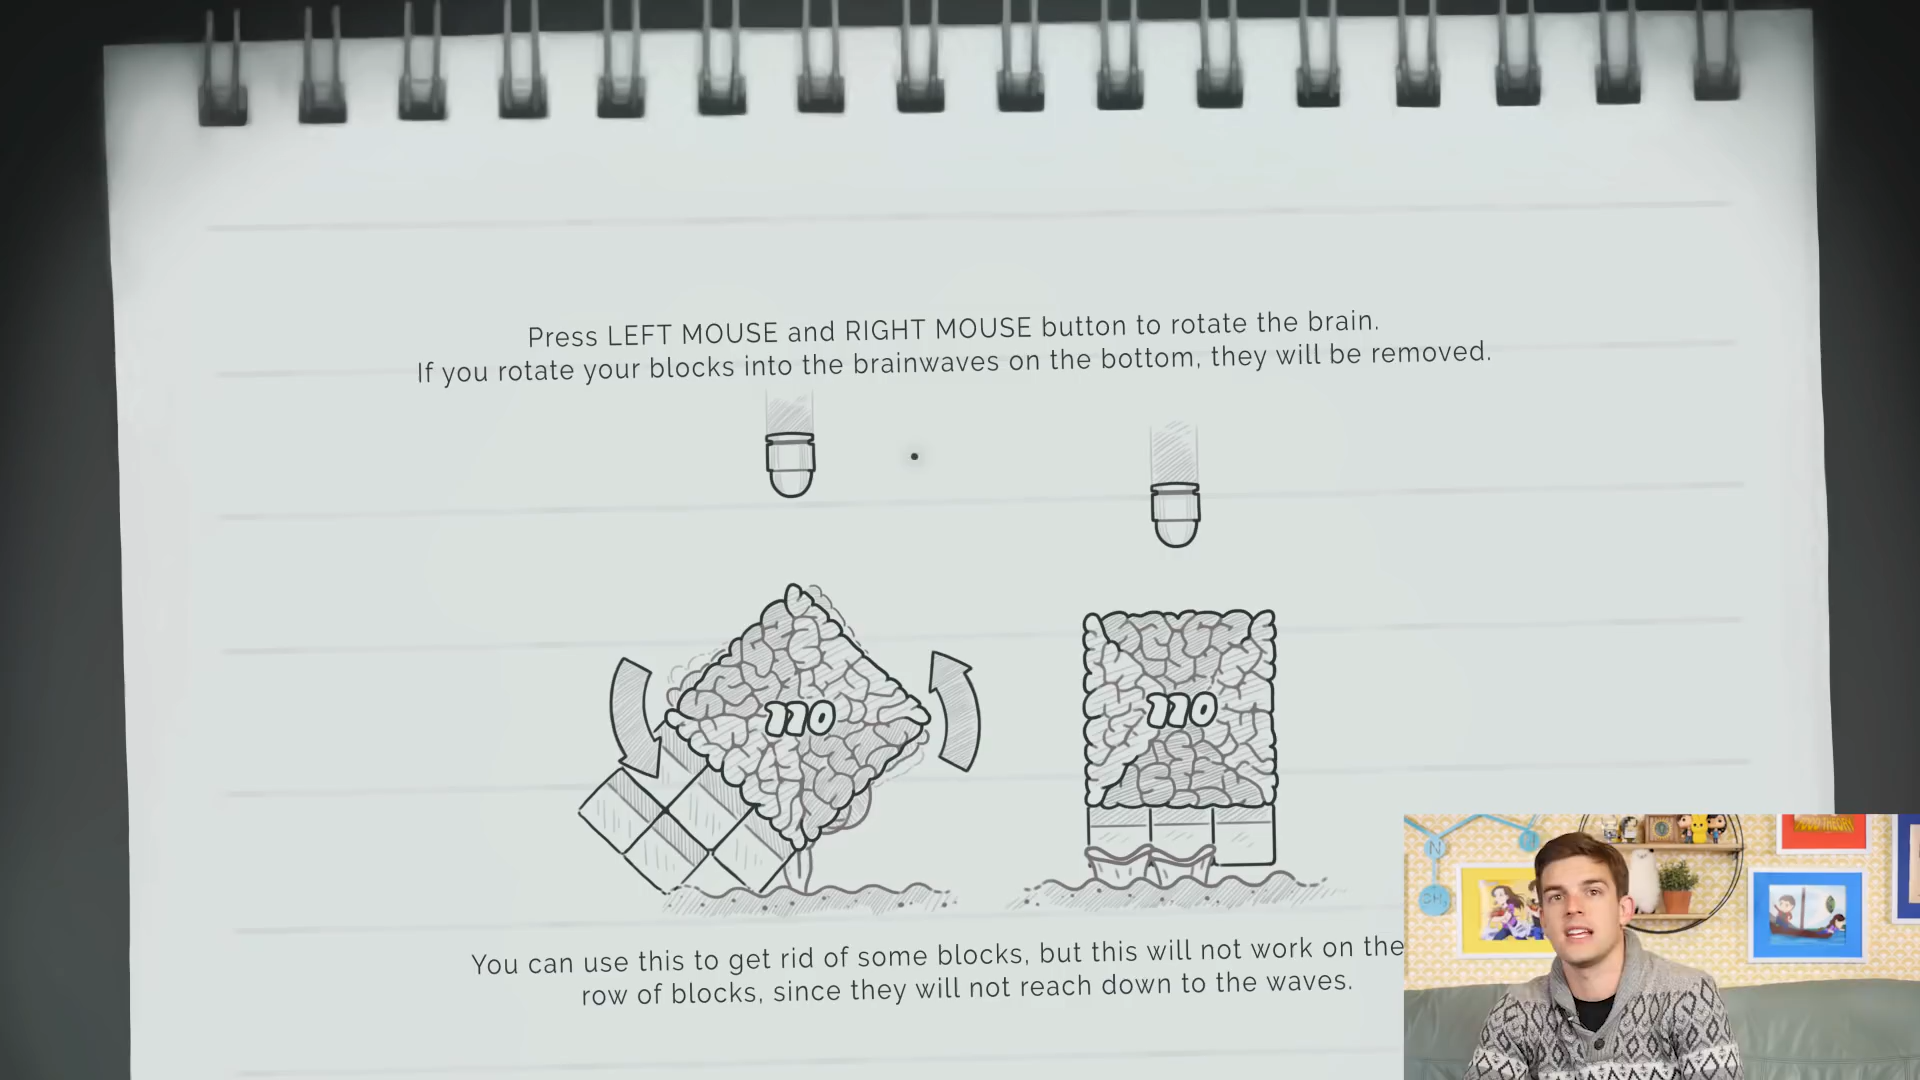 Press LEFT MOUSE and RIGHT MOUSE button to rotate the brain.
If you rotate your blocks into the brainwaves on the bottom, they will be removed.
110
110
You can use this to get rid of some blocks, but this will not work on the
row of blocks, since they will not reach down to the waves.
N
CH₃
FOOD THEORY